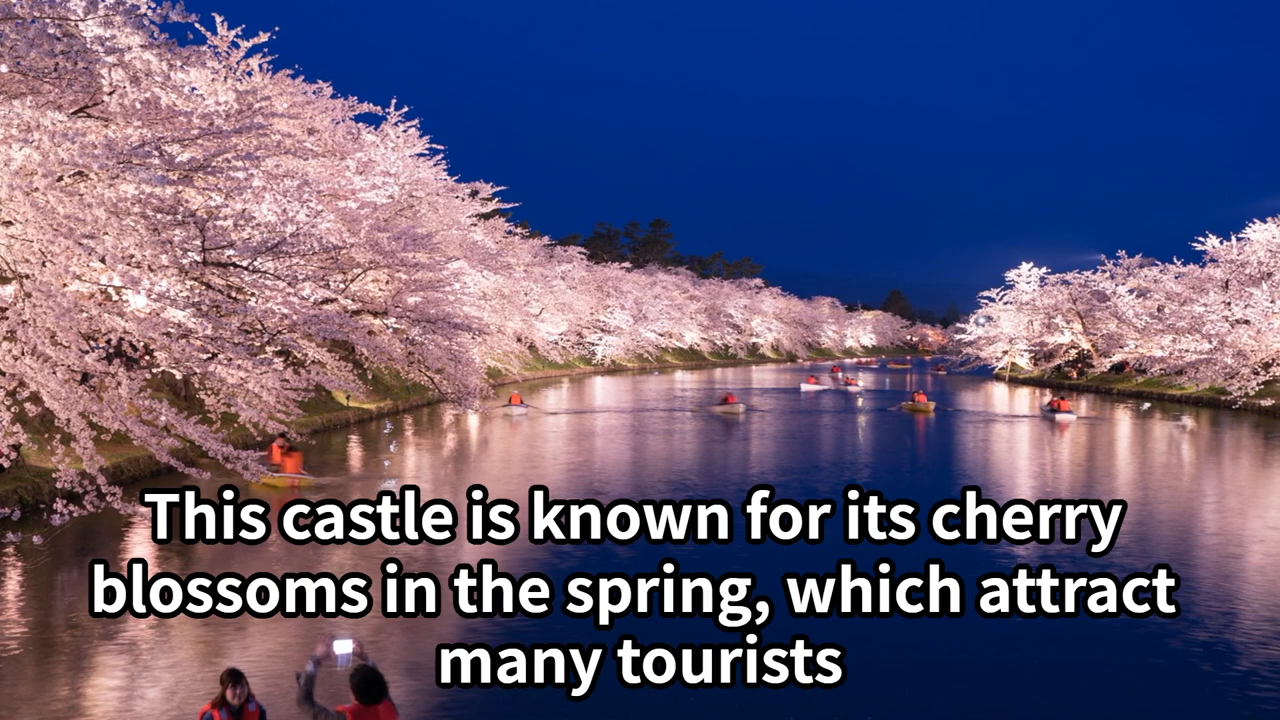 This castle is known for its cherry
blossoms in the spring, which attract
many tourists